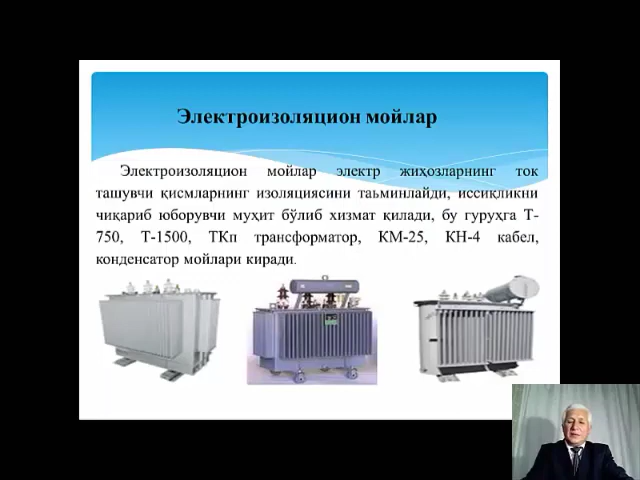 Электроизоляцион мойлар
Электроизоляцион мойлар электр жиҳозларнинг ток
ташувчи қисмларнинг изоляциясини таьминлайди, иссиқликни
чиқариб юборувчи муҳит бўлиб хизмат қилади, бу гуруҳга Т-
750, Т-1500, ТКп трансформатор, КМ-25, КН-4 кабел,
конденсатор мойлари киради.